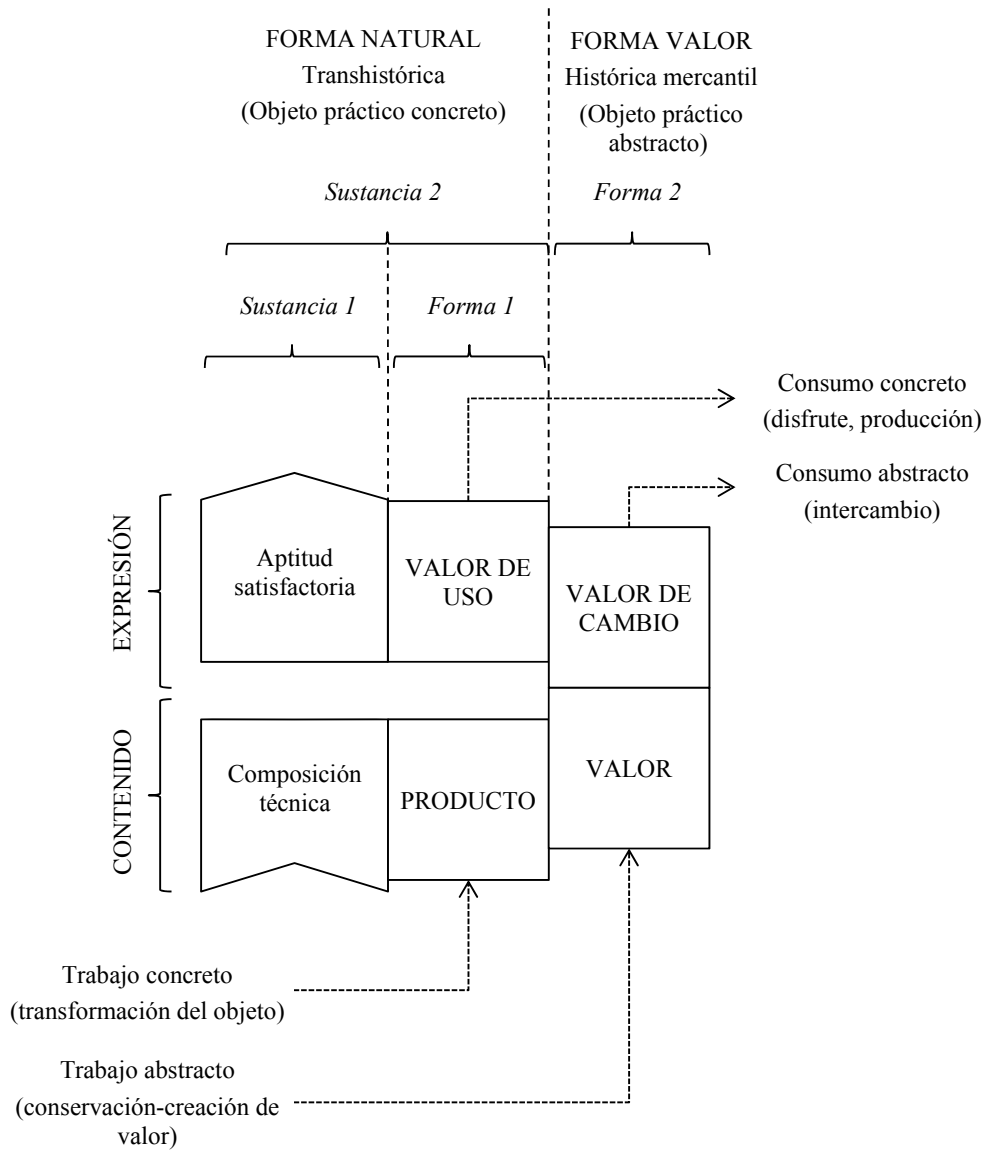 FORMA NATURAL
Transhistórica
(Objeto práctico concreto)
FORMA VALOR
Histórica mercantil
(Objeto práctico
abstracto)
Sustancia 2
Forma 2
Sustancia 1
Forma 1
Consumo concreto
(disfrute, producción)
Consumo abstracto
(intercambio)
EXPRESIÓN
Aptitud
satisfactoria
VALOR DE
USO
VALOR DE
CAMBIO
CONTENIDO
Composición
técnica
PRODUCTO
VALOR
Trabajo concreto
(transformación del objeto)
Trabajo abstracto
(conservación-creación de
valor)